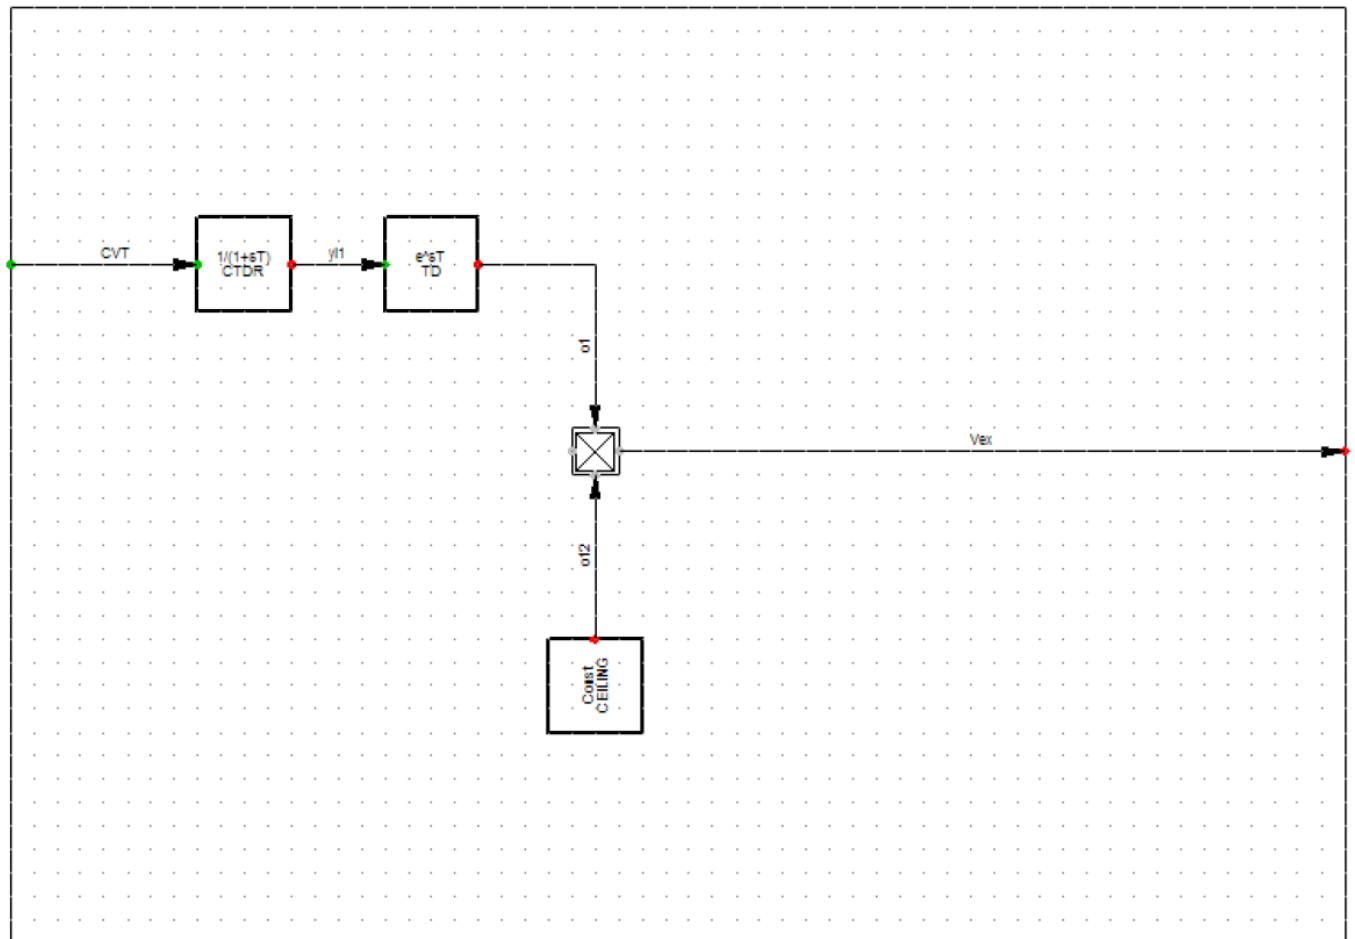 CVT
1/(1+sT)
CTDR
yi1
e^sT
TD
o1
Vex
o12
Const
CEILING